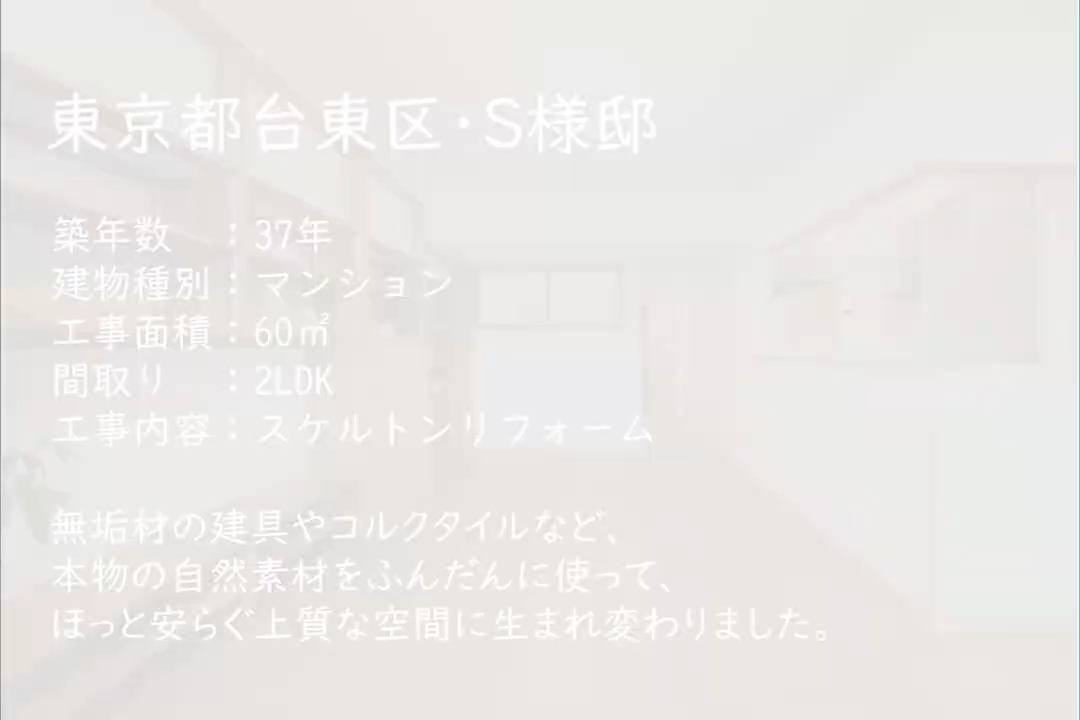 東京都台東区・S様邸
築年数　：37年
建物種別：マンション
工事面積：60㎡
間取り　：2LDK
工事内容：スケルトンリフォーム
無垢材の建具やコルクタイルなど、
本物の自然素材をふんだんに使って、
ほっと安らぐ上質な空間に生まれ変わりました。